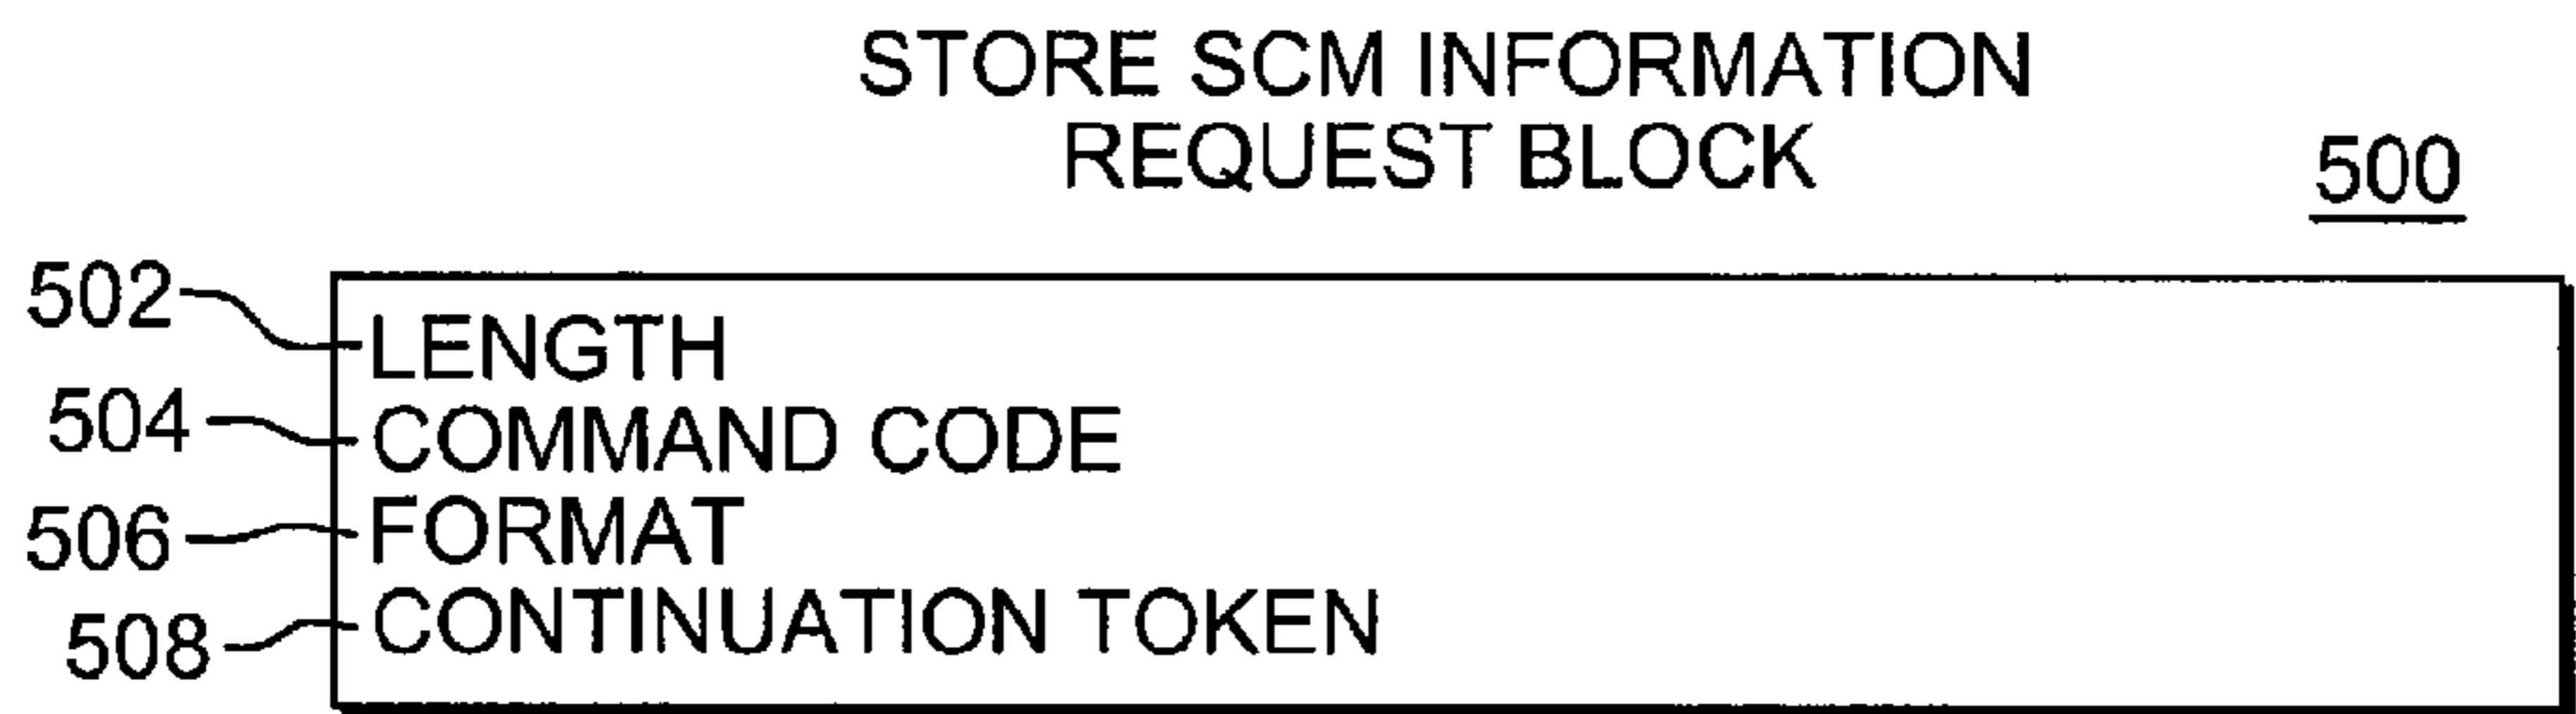 STORE SCM INFORMATION
REQUEST BLOCK
500
502 LENGTH
504 COMMAND CODE
506 FORMAT
508 CONTINUATION TOKEN